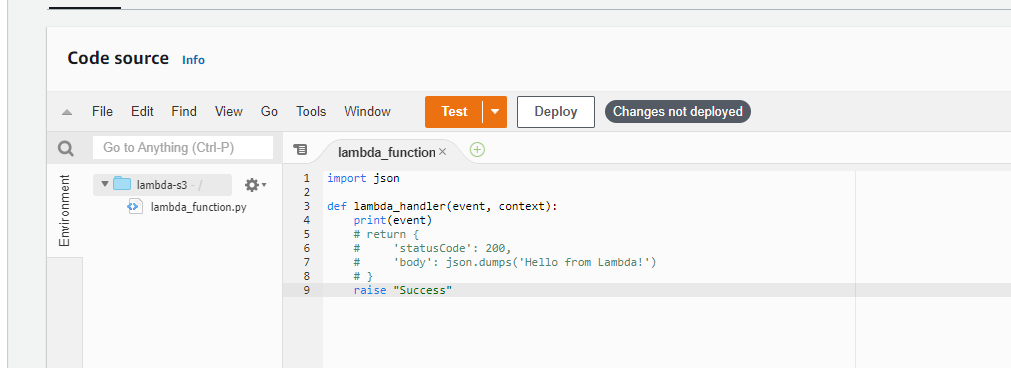 Code source Info
File Edit Find View Go Tools Window Test Deploy Changes not deployed
Go to Anything (Ctrl-P)
lambda_function ×
Environment
lambda-s3 - /
lambda_function.py
1 import json
2
3 def lambda_handler(event, context):
4     print(event)
5     # return {
6     #     'statusCode': 200,
7     #     'body': json.dumps('Hello from Lambda!')
8     # }
9     raise "Success"